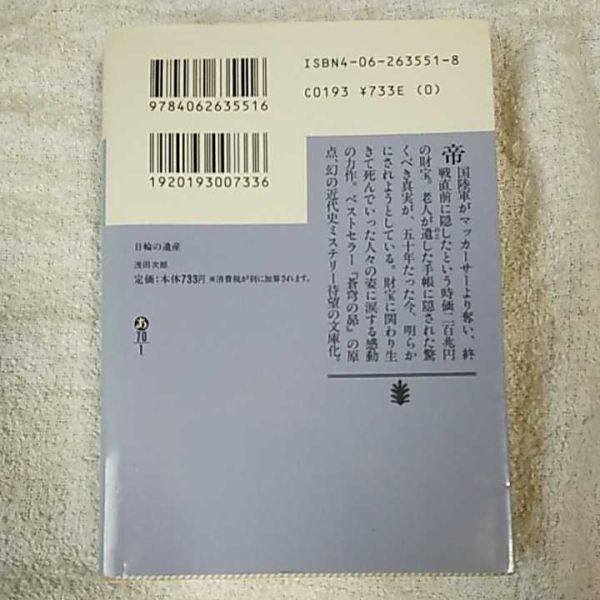 ISBN4-06-263551-8
C0193 ¥733E (0)
9784062635516
1920193007336
帝国陸軍がマッカーサーより奪い、終
戦直前に隠したという時価二百兆円
の財宝。老人が遺した手帳に隠された驚
くべき真実が、五十年たった今、明らか
にされようとしている。財宝に関わり生
きて死んでいった人々の姿に涙する感動
の力作。ベストセラー『蒼穹の昴』の原
点、幻の近代史ミステリー待望の文庫化。
日輪の遺産
浅田次郎
定価：本体733円 ※消費税が別に加算されます。
あ
70
1